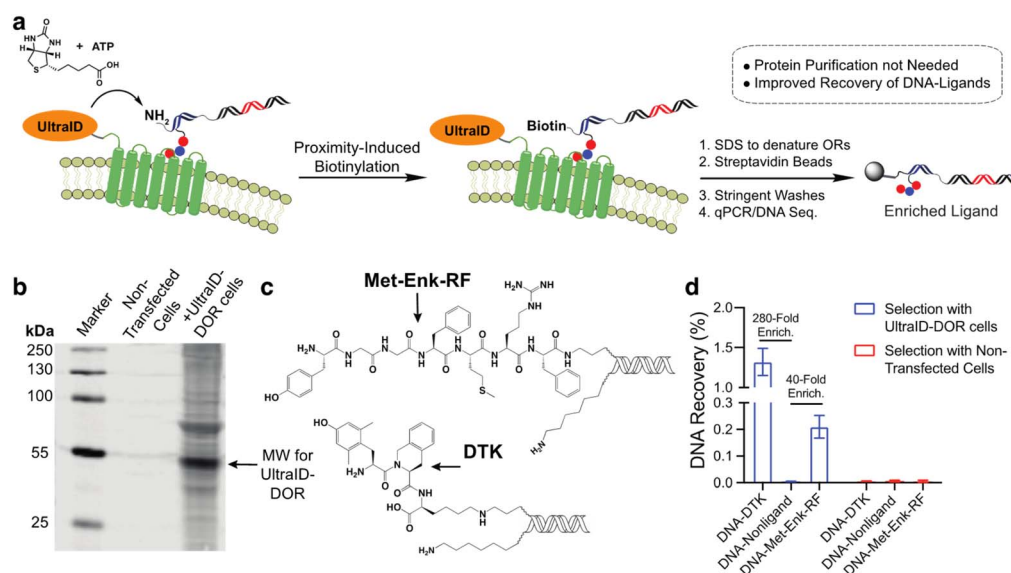 a
+ ATP
O
HN
NH
H
H
S
O
OH
UltraID
NH2
Proximity-Induced
Biotinylation
UltraID
Biotin
1. SDS to denature ORs
2. Streptavidin Beads
3. Stringent Washes
4. qPCR/DNA Seq.
• Protein Purification not Needed
• Improved Recovery of DNA-Ligands
Enriched Ligand
b
kDa
Marker
Non-
Transfected
Cells
+UltraID-
DOR cells
250
130
100
55
25
MW for
UltraID-
DOR
c
Met-Enk-RF
H2N
NH
NH
HO
H2N
O
H
N
O
N
H
O
H
N
O
N
H
O
H
N
O
N
H
O
H
N
S
H2N
DTK
HO
NH2
O
N
O
NH
HO
O
N
H
H2N
d
DNA Recovery (%)
2.0
1.5
1.0
0.3
0.2
0.1
0.0
280-Fold
Enrich.
40-Fold
Enrich.
Selection with
UltraID-DOR cells
Selection with Non-
Transfected Cells
DNA-DTK
DNA-Nonligand
DNA-Met-Enk-RF
DNA-DTK
DNA-Nonligand
DNA-Met-Enk-RF